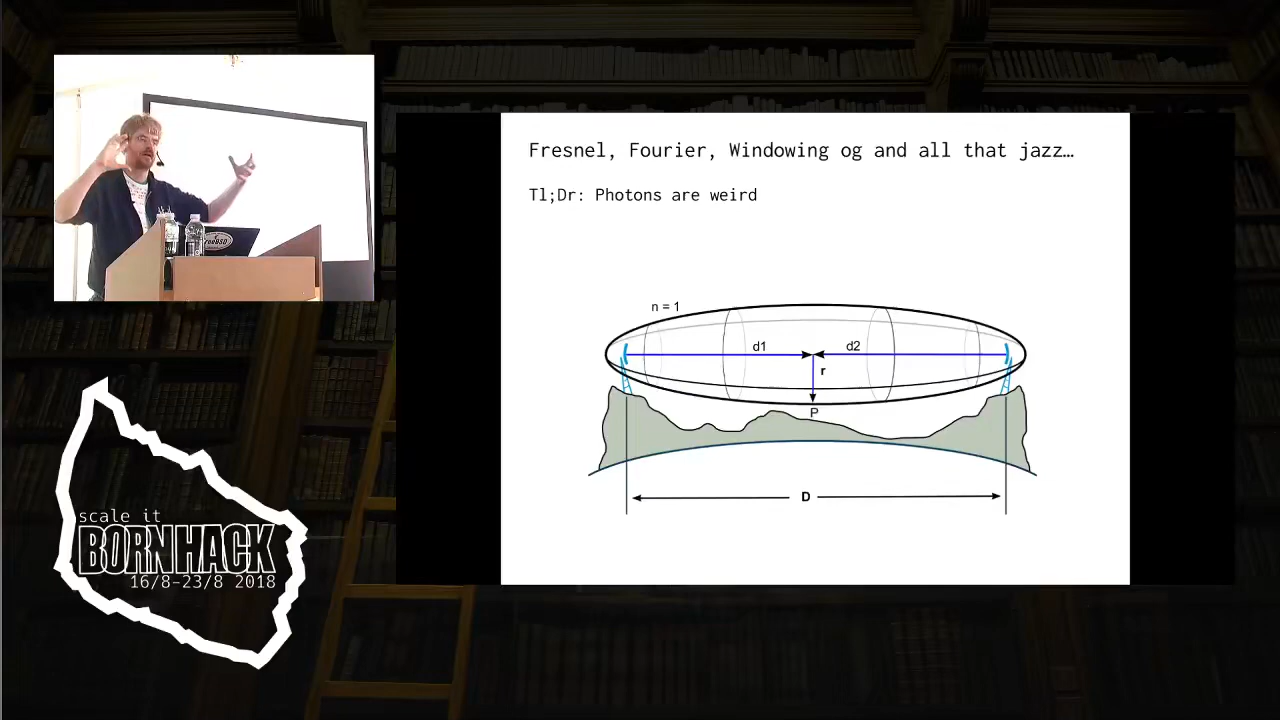 Fresnel, Fourier, Windowing og and all that jazz…
Tl;Dr: Photons are weird
n = 1
d1
d2
r
P
D
scale it
BORNHACK
16/8-23/8 2018